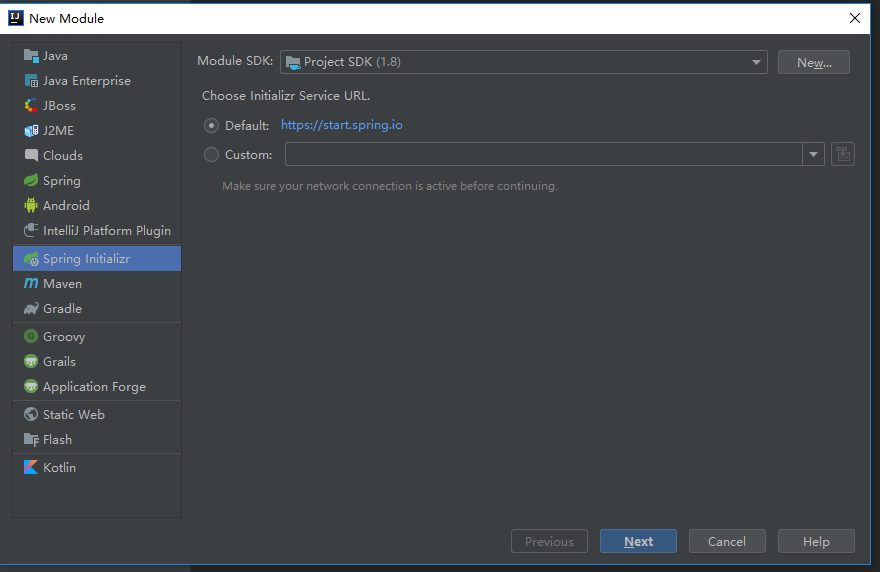 New Module
Java
Java Enterprise
JBoss
J2ME
Clouds
Spring
Android
IntelliJ Platform Plugin
Spring Initializr
Maven
Gradle
Groovy
Grails
Application Forge
Static Web
Flash
Kotlin
Module SDK: Project SDK (1.8) New...
Choose Initializr Service URL.
Default: https://start.spring.io
Custom:
Make sure your network connection is active before continuing.
Previous Next Cancel Help